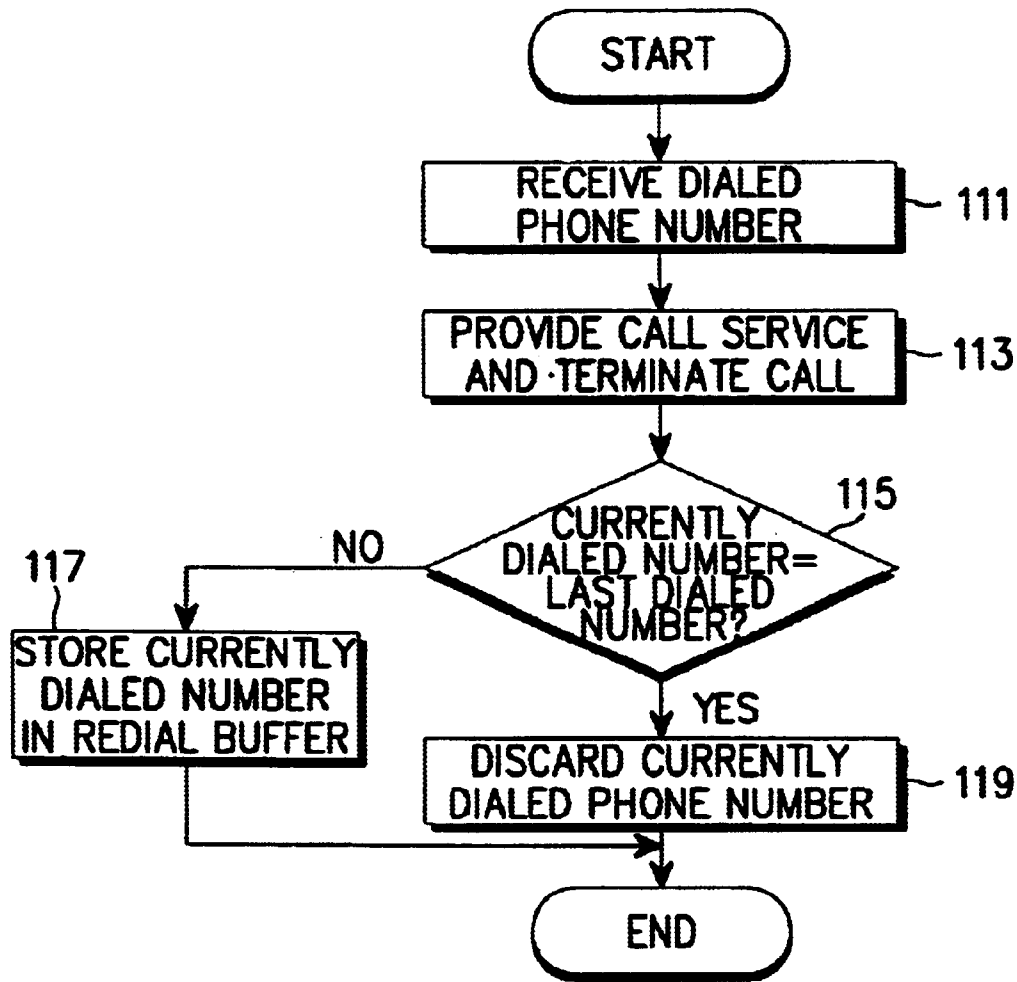 START
RECEIVE DIALED
PHONE NUMBER
111
PROVIDE CALL SERVICE
AND TERMINATE CALL
113
115
CURRENTLY
DIALED NUMBER=
LAST DIALED
NUMBER?
NO
117
STORE CURRENTLY
DIALED NUMBER
IN REDIAL BUFFER
YES
DISCARD CURRENTLY
DIALED PHONE NUMBER
119
END